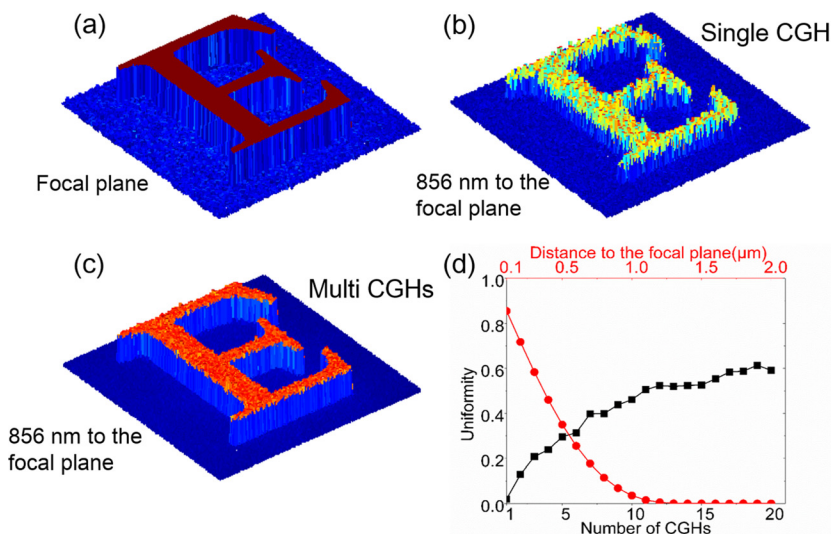 (a)
Focal plane
(b)
Single CGH
856 nm to the
focal plane
(c)
Multi CGHs
856 nm to the
focal plane
(d)
Distance to the focal plane(μm)
0.1 0.5 1.0 1.5 2.0
1.0
0.8
0.6
0.4
0.2
0.0
Uniformity
1 5 10 15 20
Number of CGHs